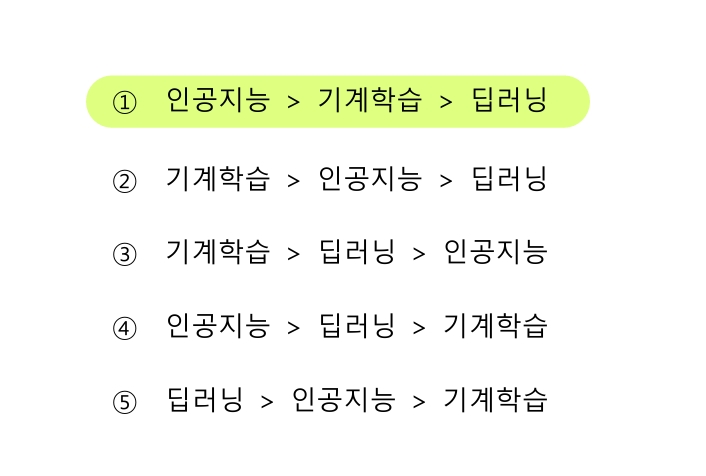 ① 인공지능 > 기계학습 > 딥러닝
② 기계학습 > 인공지능 > 딥러닝
③ 기계학습 > 딥러닝 > 인공지능
④ 인공지능 > 딥러닝 > 기계학습
⑤ 딥러닝 > 인공지능 > 기계학습